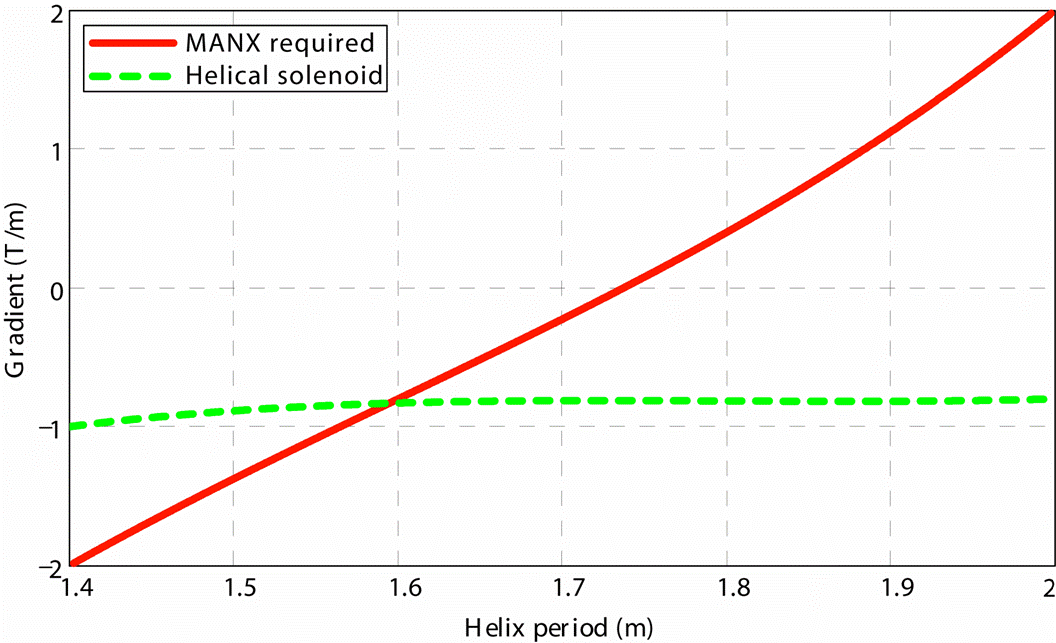 2
MANX required
Helical solenoid
1
Gradient (T/m)
0
−1
−2
1.4 1.5 1.6 1.7 1.8 1.9 2
Helix period (m)